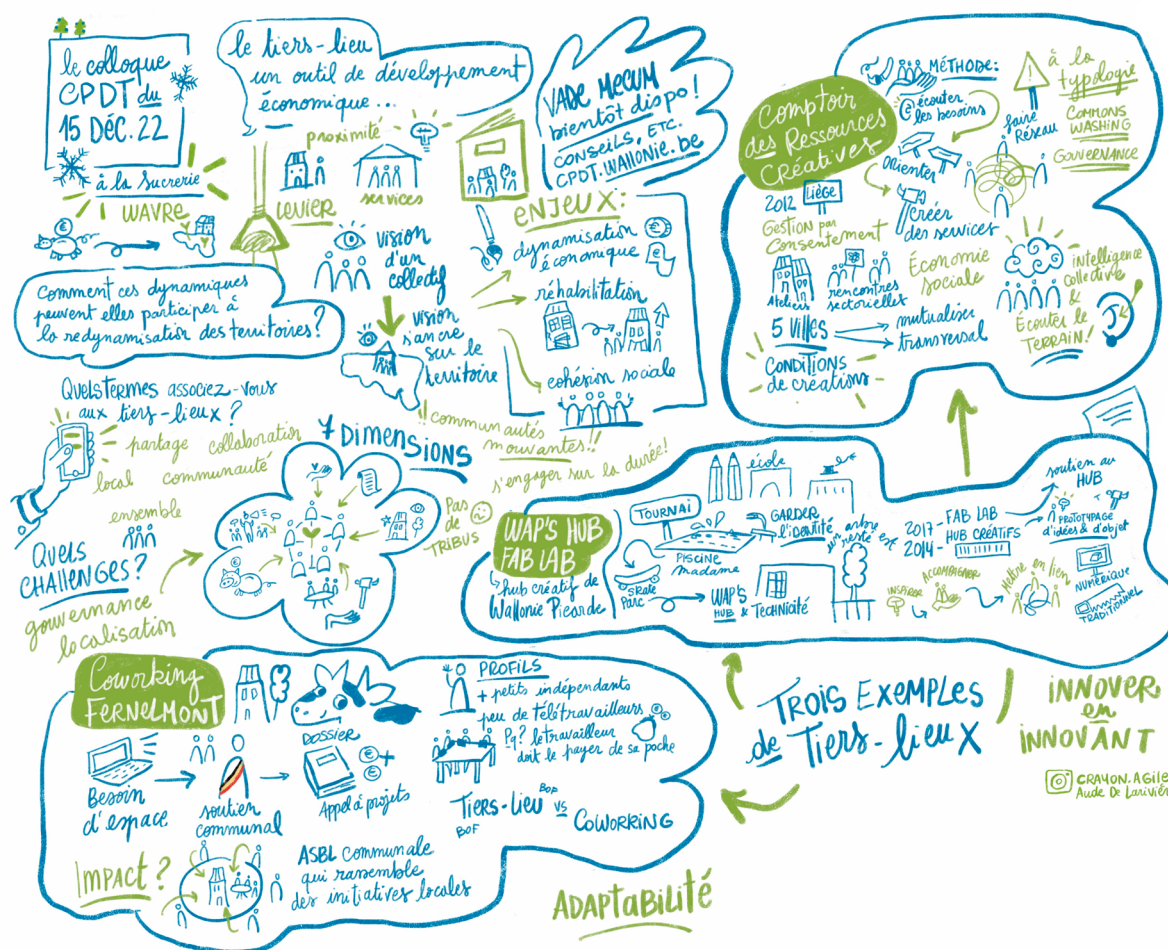 le colloque
CPDT du
15 DÉC. 22
à la Sucrerie
WAVRE
le tiers-lieu
un outil de développement
économique...
proximité
LEVIER
services
VADE MECUM
bientôt dispo !
CONSEILS, ETC.
CPDT.WALLONIE.be
Comment ces dynamiques
peuvent elles participer à
la redynamisation des territoires ?
vision
d'un
collectif
vision
s'ancre
sur le
territoire
ENJEUX :
dynamisation
économique
réhabilitation
cohésion sociale
!! communautés
mouvantes !!
s'engager sur la durée !
Quels termes associez-vous
aux tiers-lieux ?
partage collaboration
local communauté
ensemble
QUELS
CHALLENGES ?
gouvernance
localisation
7 DIMENSIONS
Pas
de
TRIBUS
Comptoir
des Ressources
Créatives
MÉTHODE :
écouter
les besoins
Orienter
Créer
des services
faire
Réseau
à la
typologie
COMMONS
WASHING
GOUVERNANCE
2012 LIÈGE
GESTION par
CONSENTEMENT
Ateliers
rencontres
sectorielles
Économie
sociale
intelligence
collective
&
Écouter le
TERRAIN !
5 VILLES
mutualiser
transversal
CONDITIONS
de créations
WAP'S HUB
FAB LAB
hub créatif de
Wallonie Picarde
école
TOURNAI
PISCINE
madame
GARDER
l'IDENTITÉ
arbre
est
resté
SKATE
PARC
WAP'S
HUB & TECHNICITÉ
2017 - FAB LAB
2014 - HUB CRÉATIFS
soutien au
HUB
PROTOTYPAGE
d'idées & d'objet
NUMÉRIQUE
TRADITIONNEL
INSPIRER
ACCOMPAGNER
Mettre en lien
Coworking
FERNELMONT
Besoin
d'espace
soutien
communal
DOSSIER
Appel à projets
PROFILS
+ petits indépendants
peu de télétravailleurs
Pq? le travailleur
doit le payer de sa poche
TIERS-LIEU BOF
VS
BOF
COWORKING
IMPACT ?
ASBL COMMUNALE
qui rassemble
des initiatives locales
TROIS EXEMPLES
de TIERS-lieux
INNOVER
en
INNOVANT
ADAPTABILITÉ
CRAYON.AGILE
Aude De Larivière